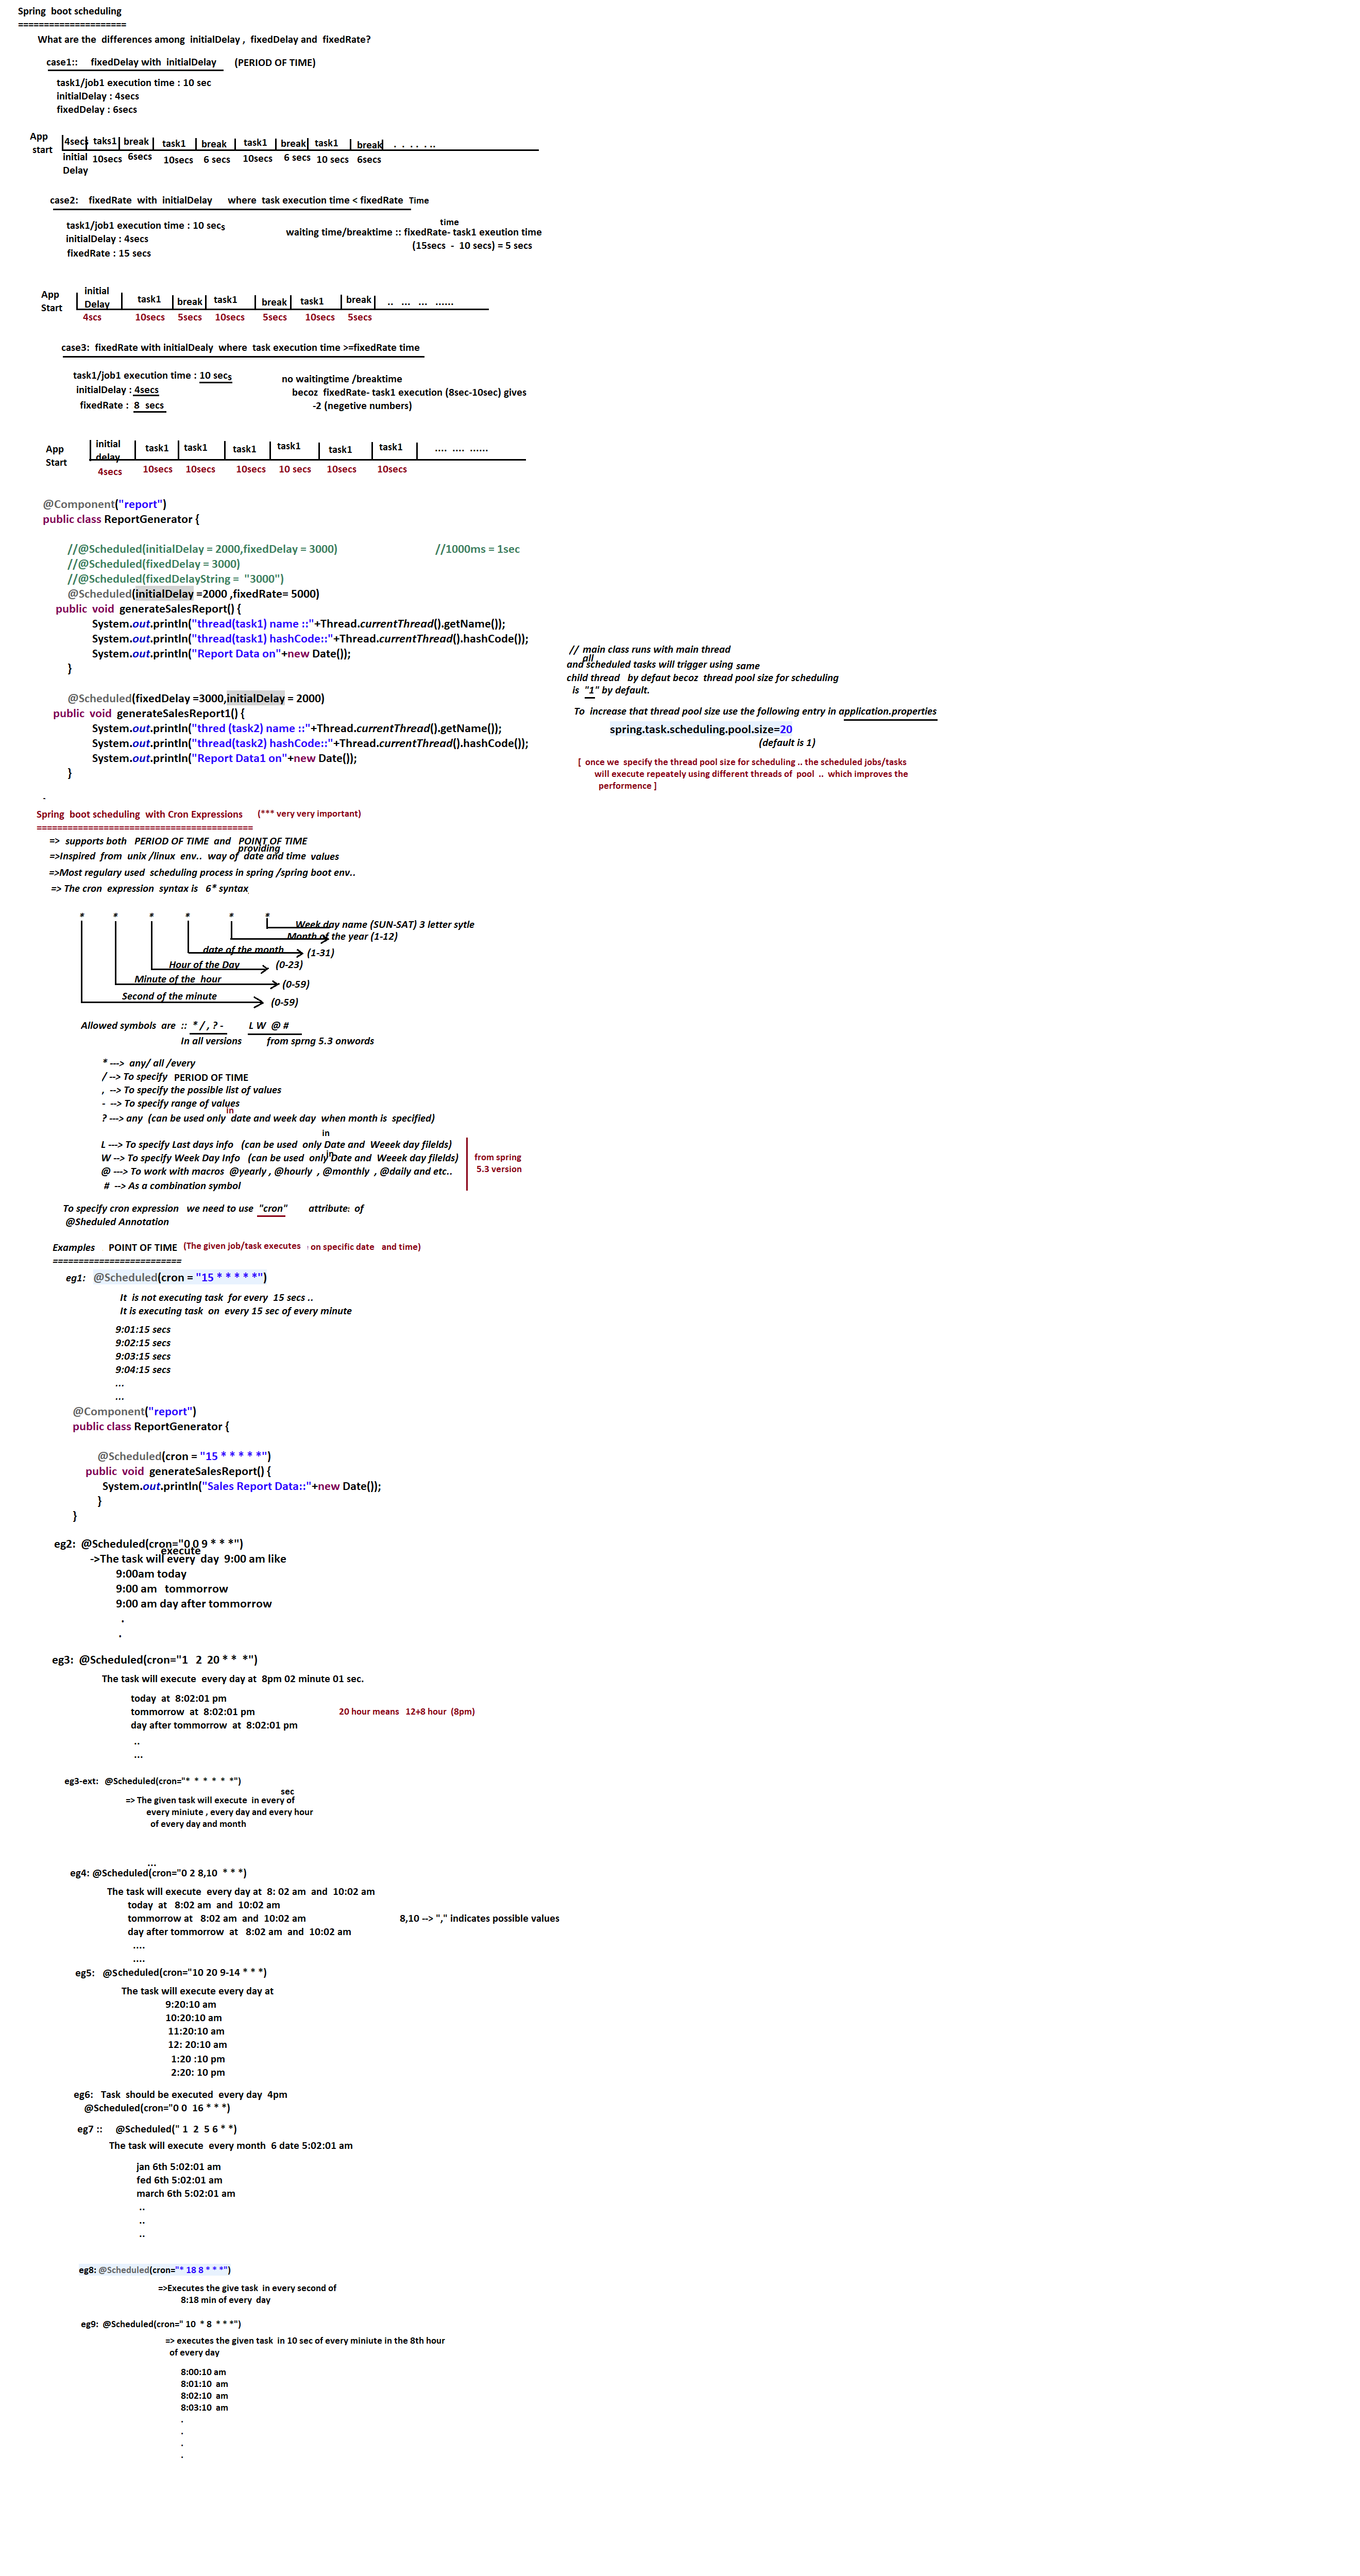 Spring  boot scheduling
=====================
What are the  differences among  initialDelay ,  fixedDelay and  fixedRate?
case1::    fixedDelay with  initialDelay      (PERIOD OF TIME)
task1/job1 execution time : 10 sec
initialDelay : 4secs
fixedDelay : 6secs
App start
4secs taks1 break task1 break task1 break task1 break . . . . . ..
initial Delay 10secs 6secs 10secs 6 secs 10secs 6 secs 10 secs 6secs
case2:   fixedRate  with  initialDelay     where  task execution time < fixedRate  Time
task1/job1 execution time : 10 secs
initialDelay : 4secs
fixedRate : 15 secs
time
waiting time/breaktime :: fixedRate- task1 exeution time
(15secs  -  10 secs) = 5 secs
App Start
initial Delay task1 break task1 break task1 break .. ... ... ......
4scs 10secs 5secs 10secs 5secs 10secs 5secs
case3:  fixedRate with initialDealy  where  task execution time >=fixedRate time
task1/job1 execution time : 10 secs
initialDelay : 4secs
fixedRate :  8  secs
no waitingtime /breaktime
becoz  fixedRate- task1 execution (8sec-10sec) gives
-2 (negetive numbers)
App Start
initial delay task1 task1 task1 task1 task1 task1 .... .... ......
4secs 10secs 10secs 10secs 10 secs 10secs 10secs
@Component("report")
public class ReportGenerator {
//@Scheduled(initialDelay = 2000,fixedDelay = 3000)                //1000ms = 1sec
//@Scheduled(fixedDelay = 3000)
//@Scheduled(fixedDelayString =  "3000")
@Scheduled(initialDelay =2000 ,fixedRate= 5000)
public  void  generateSalesReport() {
System.out.println("thread(task1) name ::"+Thread.currentThread().getName());
System.out.println("thread(task1) hashCode::"+Thread.currentThread().hashCode());
System.out.println("Report Data on"+new Date());
}
@Scheduled(fixedDelay =3000,initialDelay = 2000)
public  void  generateSalesReport1() {
System.out.println("thred (task2) name ::"+Thread.currentThread().getName());
System.out.println("thread(task2) hashCode::"+Thread.currentThread().hashCode());
System.out.println("Report Data1 on"+new Date());
}
//  main class runs with main thread
all
and scheduled tasks will trigger using  same
child thread   by defaut becoz  thread pool size for scheduling
is  "1" by default.
To  increase that thread pool size use the following entry in application.properties
spring.task.scheduling.pool.size=20
(default is 1)
[  once we  specify the thread pool size for scheduling .. the scheduled jobs/tasks
will execute repeately using different threads of  pool  ..  which improves the
performence ]
-
Spring  boot scheduling  with Cron Expressions     (*** very very important)
==========================================
=>  supports both   PERIOD OF TIME  and   POINT OF TIME
providing
=>Inspired  from  unix /linux  env..  way of  date and time  values
=>Most regulary used  scheduling process in spring /spring boot env..
=> The cron  expression  syntax is   6* syntax
*  *  *  *  *  *
Week day name (SUN-SAT) 3 letter sytle
Month of the year (1-12)
date of the month (1-31)
Hour of the Day (0-23)
Minute of the  hour (0-59)
Second of the minute (0-59)
Allowed symbols  are  ::  * / , ? -        L W  @ #
In all versions        from sprng 5.3 onwords
* --->  any/ all /every
/ --> To specify  PERIOD OF TIME
,  --> To specify the possible list of values
-  --> To specify range of values
in
? ---> any  (can be used only  date and week day  when month is  specified)
in
L ---> To specify Last days info   (can be used  only Date and  Weeek day filelds)
in
W --> To specify Week Day Info   (can be used  only Date and  Weeek day filelds)
@ ---> To work with macros  @yearly , @hourly  , @monthly  , @daily and etc..
#  --> As a combination symbol
from spring
5.3 version
To specify cron expression   we need to use  "cron"       attribute:  of
@Sheduled Annotation
Examples    POINT OF TIME  (The given job/task executes   on specific date   and time)
=========================
eg1:   @Scheduled(cron = "15 * * * * *")
It  is not executing task  for every  15 secs ..
It is executing task  on  every 15 sec of every minute
9:01:15 secs
9:02:15 secs
9:03:15 secs
9:04:15 secs
...
...
@Component("report")
public class ReportGenerator {
@Scheduled(cron = "15 * * * * *")
public  void  generateSalesReport() {
System.out.println("Sales Report Data::"+new Date());
}
}
eg2:  @Scheduled(cron="0 0 9 * * *")
execute
->The task will every  day  9:00 am like
9:00am today
9:00 am   tommorrow
9:00 am day after tommorrow
.
.
eg3:  @Scheduled(cron="1   2  20 * *  *")
The task will execute  every day at  8pm 02 minute 01 sec.
today  at  8:02:01 pm
tommorrow  at  8:02:01 pm
day after tommorrow  at  8:02:01 pm
..
...
20 hour means   12+8 hour  (8pm)
eg3-ext:   @Scheduled(cron="*  *  *  *  *  *")
sec
=> The given task will execute  in every of
every miniute , every day and every hour
of every day and month
...
eg4: @Scheduled(cron="0 2 8,10  * * *)
The task will execute  every day at  8: 02 am  and  10:02 am
today  at   8:02 am  and  10:02 am
tommorrow at   8:02 am  and  10:02 am
day after tommorrow  at   8:02 am  and  10:02 am
....
....
8,10 --> "," indicates possible values
eg5:   @Scheduled(cron="10 20 9-14 * * *)
The task will execute every day at
9:20:10 am
10:20:10 am
11:20:10 am
12: 20:10 am
1:20 :10 pm
2:20: 10 pm
eg6:   Task  should be executed  every day  4pm
@Scheduled(cron="0 0  16 * * *)
eg7 ::     @Scheduled(" 1  2  5 6 * *)
The task will execute  every month  6 date 5:02:01 am
jan 6th 5:02:01 am
fed 6th 5:02:01 am
march 6th 5:02:01 am
..
..
..
eg8: @Scheduled(cron="* 18 8 * * *")
=>Executes the give task  in every second of
8:18 min of every  day
eg9:  @Scheduled(cron=" 10  * 8  * * *")
=> executes the given task  in 10 sec of every miniute in the 8th hour
of every day
8:00:10 am
8:01:10  am
8:02:10  am
8:03:10  am
.
.
.
.